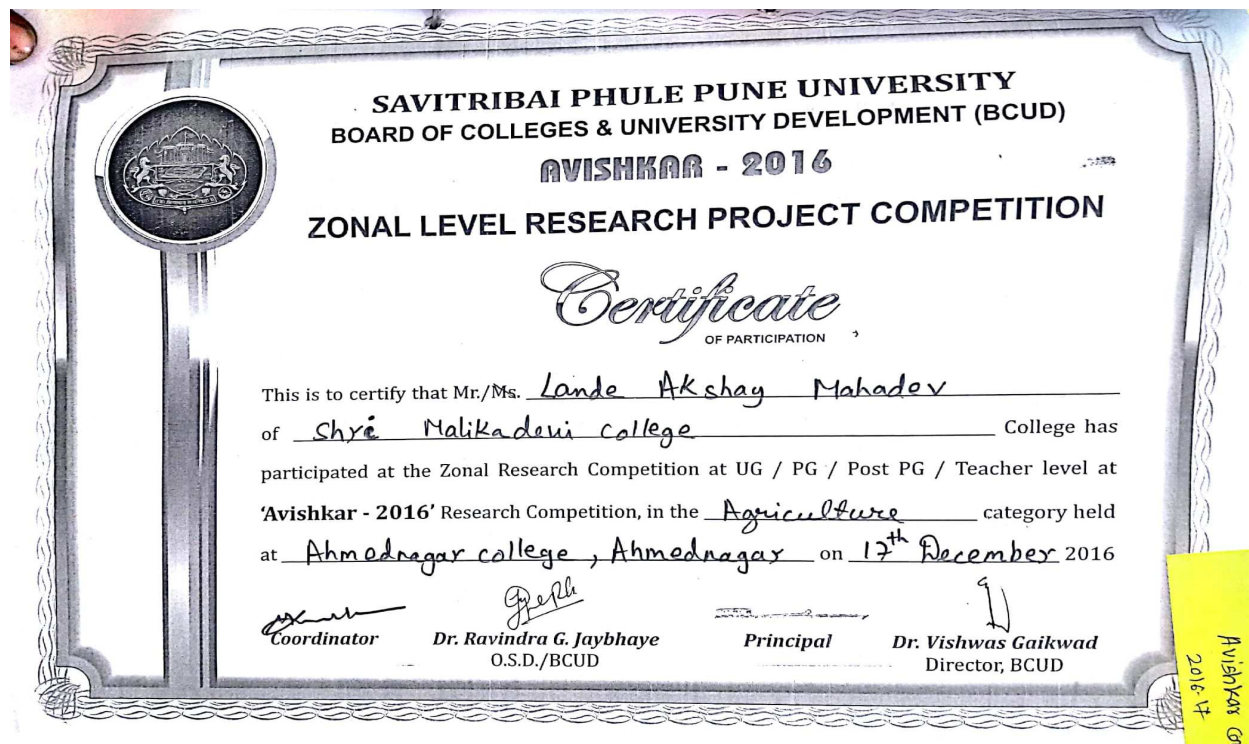 SAVITRIBAI PHULE PUNE UNIVERSITY
BOARD OF COLLEGES & UNIVERSITY DEVELOPMENT (BCUD)
AVISHKAR - 2016
ZONAL LEVEL RESEARCH PROJECT COMPETITION
Certificate
OF PARTICIPATION
This is to certify that Mr./Ms. Lande Akshay Mahadev
of Shri Malikadevi College College has
participated at the Zonal Research Competition at UG / PG / Post PG / Teacher level at
'Avishkar - 2016' Research Competition, in the Agriculture category held
at Ahmednagar college, Ahmednagar on 17th December 2016
Coordinator
Dr. Ravindra G. Jaybhaye
O.S.D./BCUD
Principal
Dr. Vishwas Gaikwad
Director, BCUD
Avishkar
2016-17